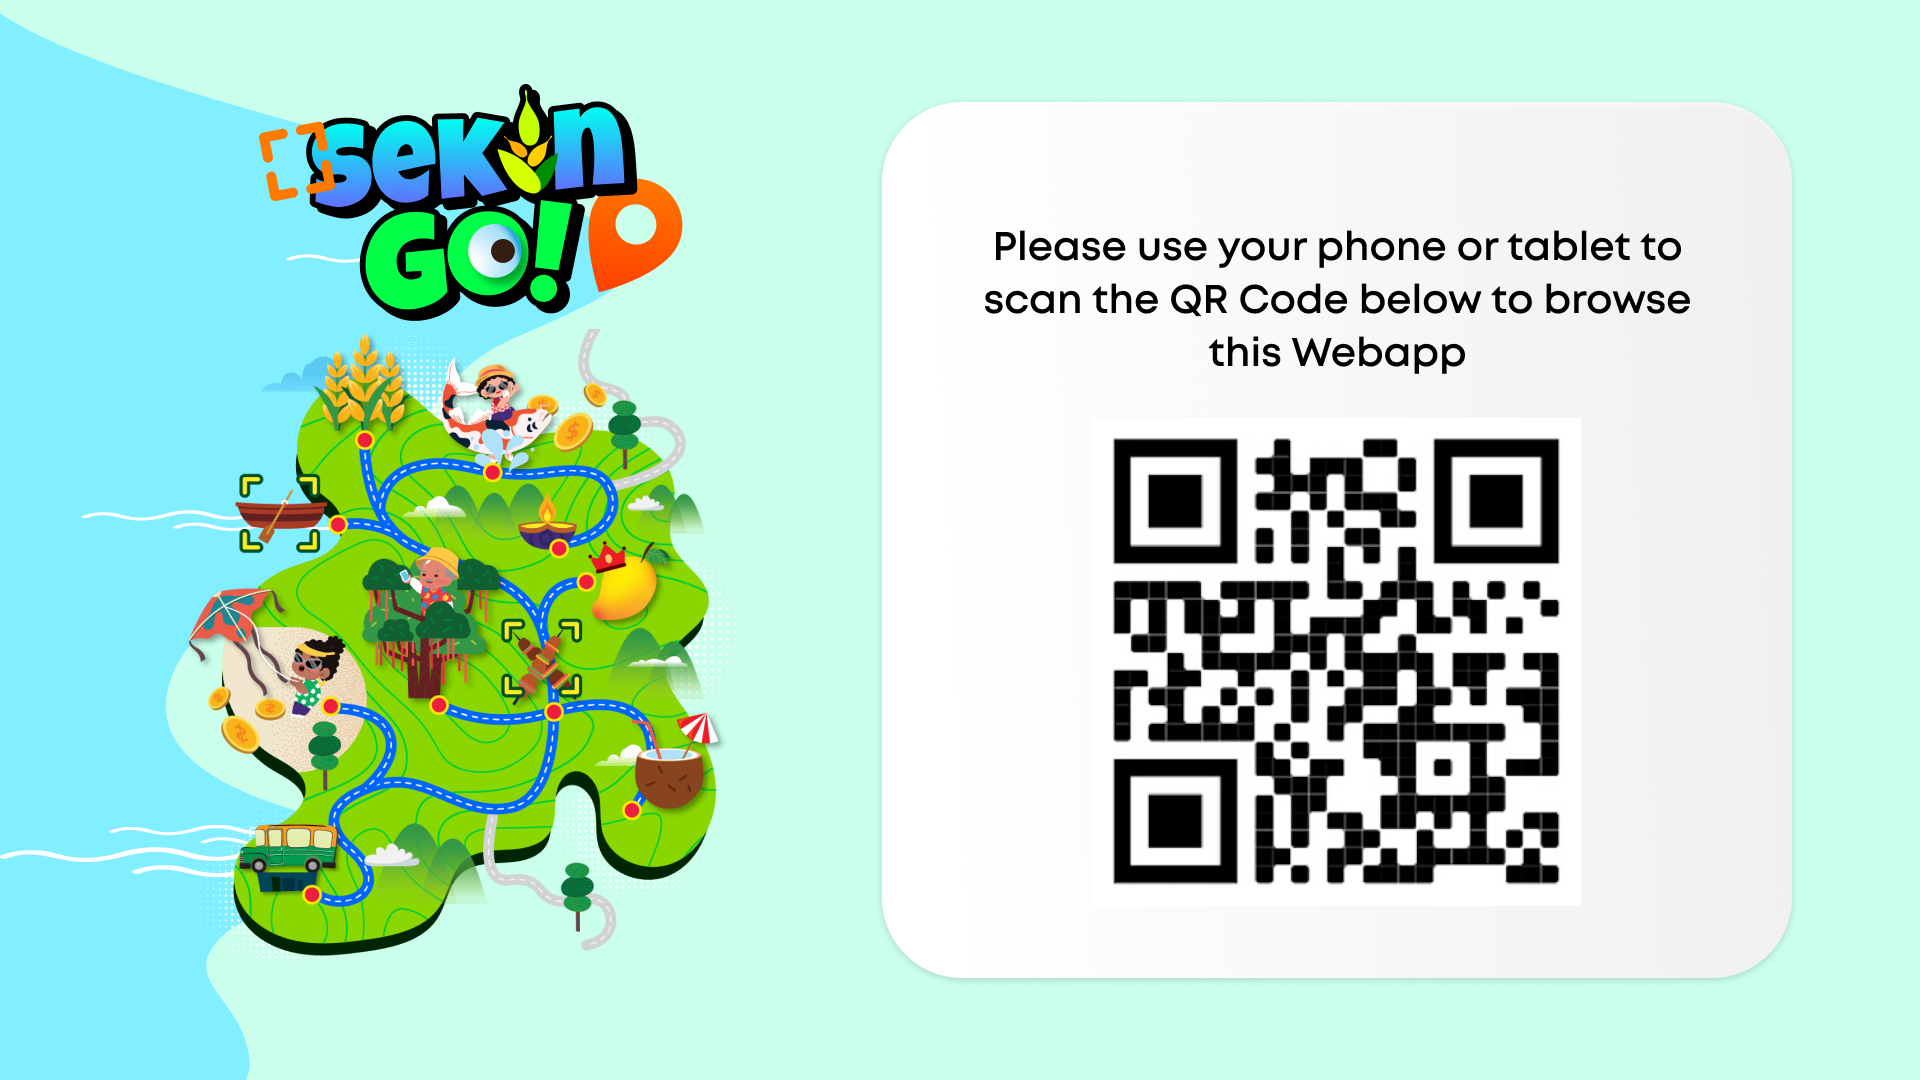 sekin
GO!
Please use your phone or tablet to
scan the QR Code below to browse
this Webapp